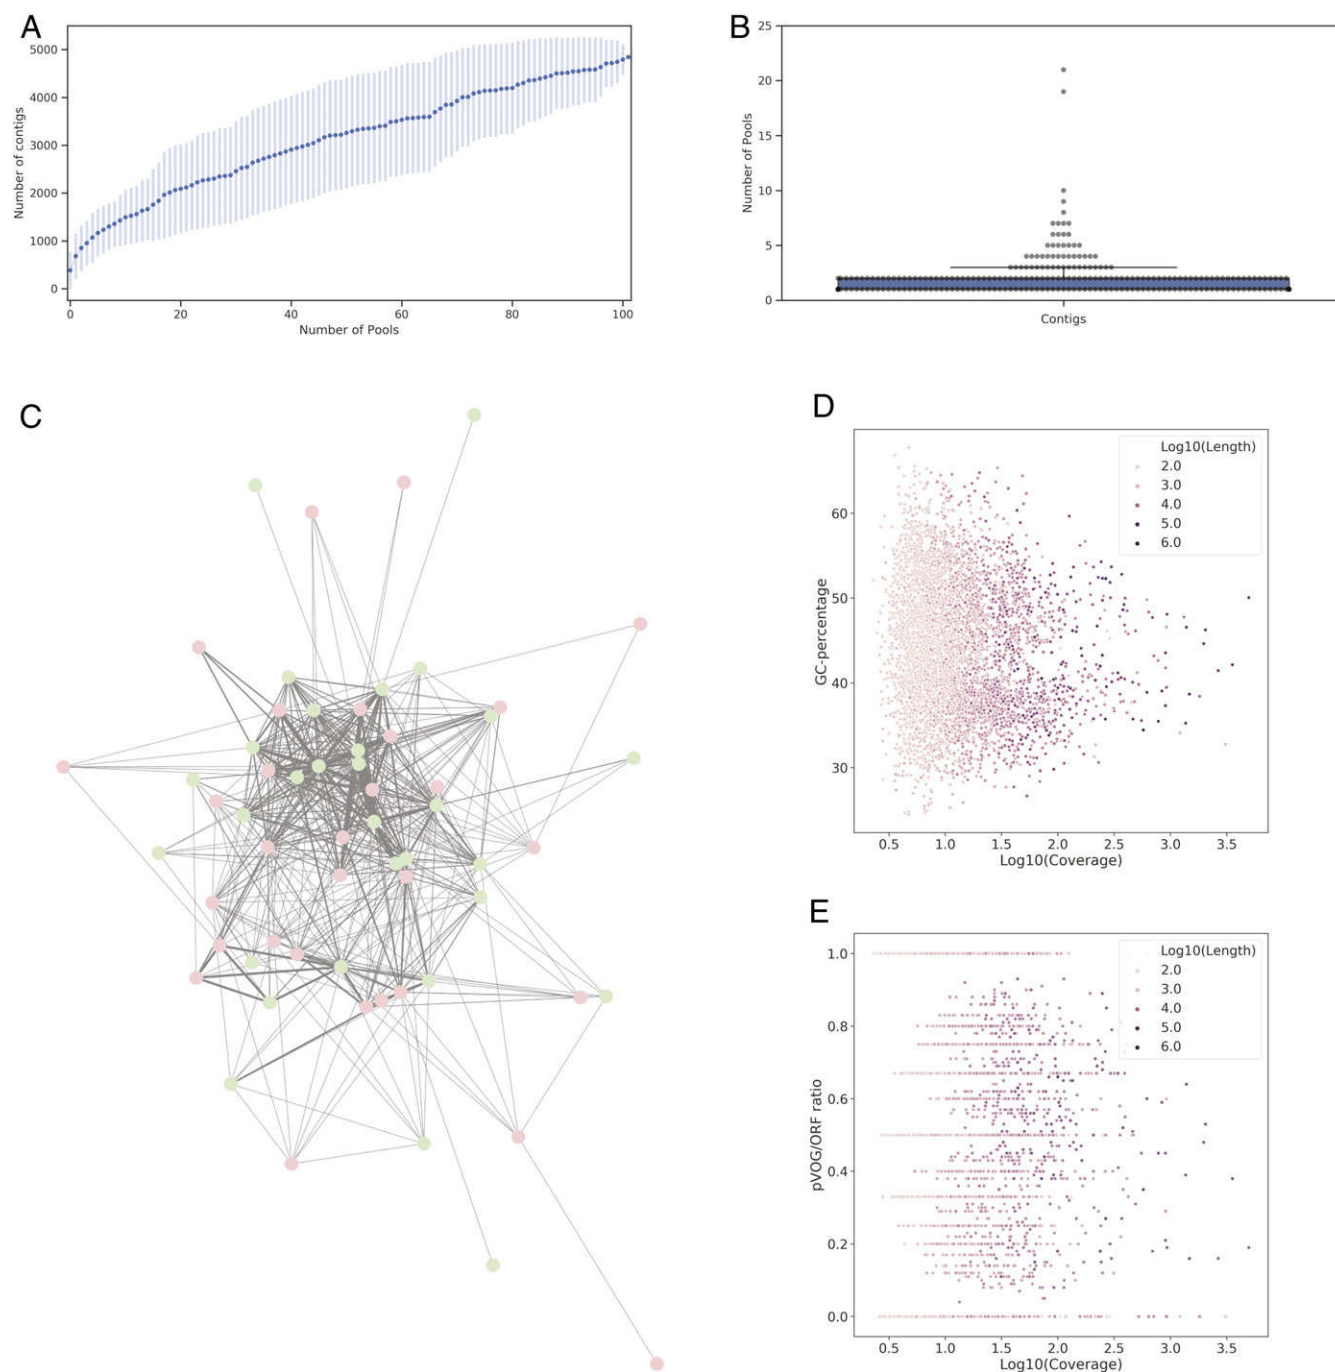 A
5000
4000
3000
2000
1000
0
Number of contigs
0 20 40 60 80 100
Number of Pools
B
25
20
15
10
5
0
Number of Pools
Contigs
C
D
Log10(Length)
2.0
3.0
4.0
5.0
6.0
60
50
40
30
GC-percentage
0.5 1.0 1.5 2.0 2.5 3.0 3.5
Log10(Coverage)
E
Log10(Length)
2.0
3.0
4.0
5.0
6.0
1.0
0.8
0.6
0.4
0.2
0.0
pVOG/ORF ratio
0.5 1.0 1.5 2.0 2.5 3.0 3.5
Log10(Coverage)